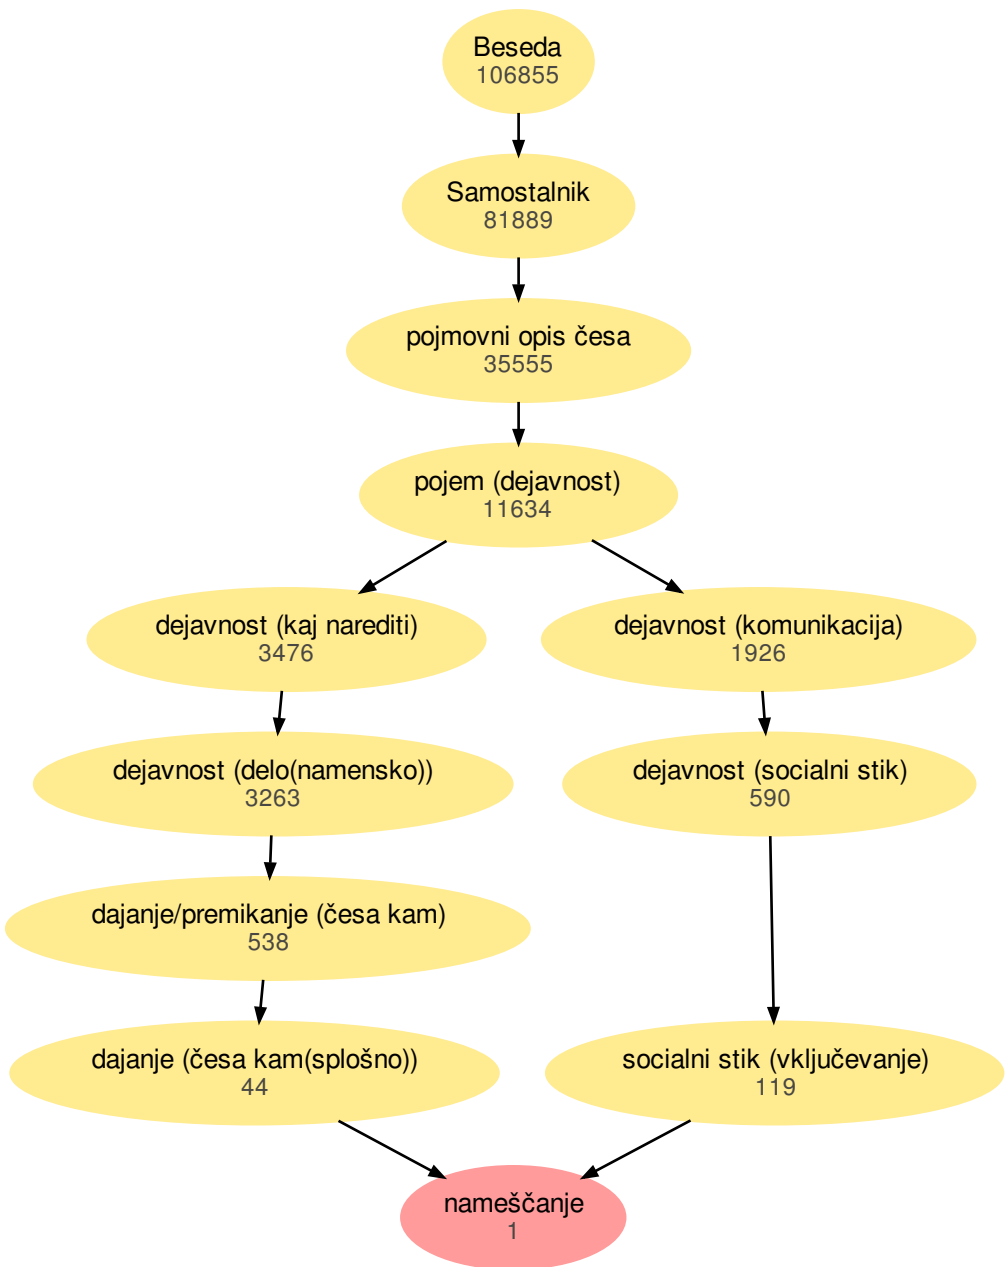 Beseda
106855
Samostalnik
81889
pojmovni opis česa
35555
pojem (dejavnost)
11634
dejavnost (kaj narediti)
3476
dejavnost (komunikacija)
1926
dejavnost (delo(namensko))
3263
dejavnost (socialni stik)
590
dajanje/premikanje (česa kam)
538
dajanje (česa kam(splošno))
44
socialni stik (vključevanje)
119
nameščanje
1